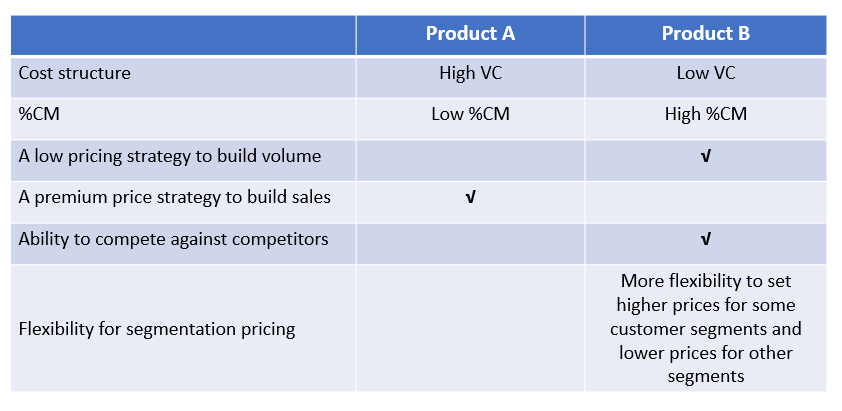 Product A Product B
Cost structure High VC Low VC
%CM Low %CM High %CM
A low pricing strategy to build volume √
A premium price strategy to build sales √
Ability to compete against competitors √
Flexibility for segmentation pricing
More flexibility to set
higher prices for some
customer segments and
lower prices for other
segments